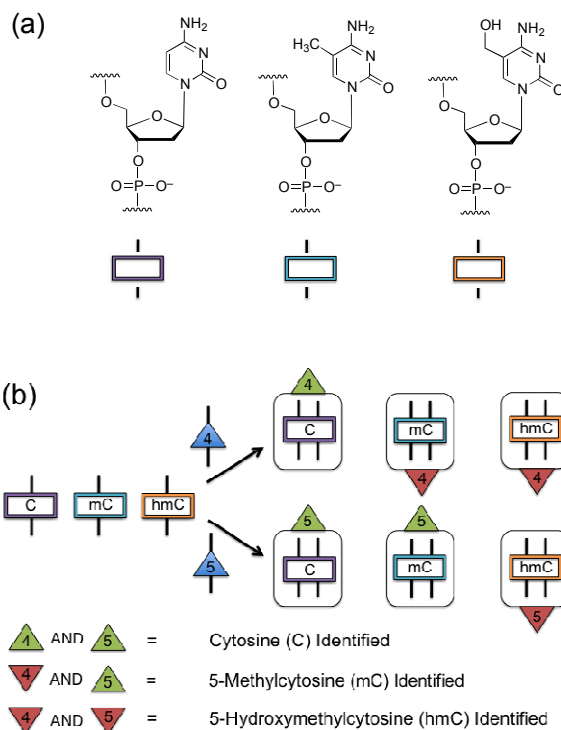 (a)
NH₂ NH₂ OH NH₂
H₃C
N N N
N O N O N O
O O O
O O O
O O O
O=P–O⁻ O=P–O⁻ O=P–O⁻
(b)
4
4 C mC hmC
4 4
C mC hmC
5 5
5 C mC hmC
5
4 AND 5 = Cytosine (C) Identified
4 AND 5 = 5-Methylcytosine (mC) Identified
4 AND 5 = 5-Hydroxymethylcytosine (hmC) Identified